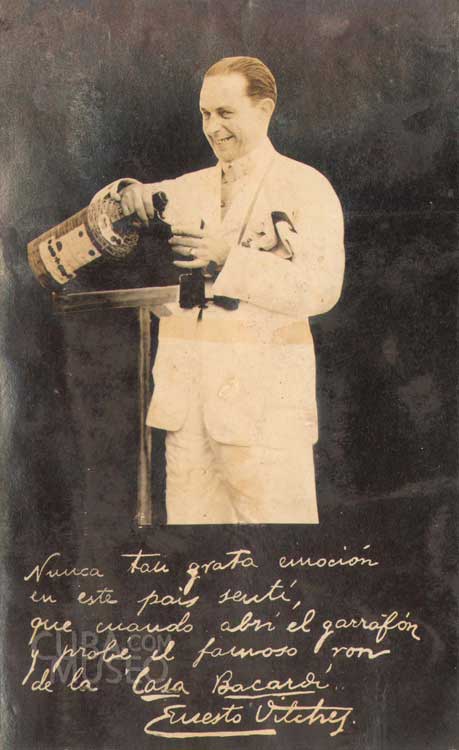 Nunca tan grata emoción
en este pais sentí,
que cuando abrí el garrafón
y probé el famoso ron
de la Casa Bacardí..
Ernesto Vilches.
CUBA.COM
MUSEO